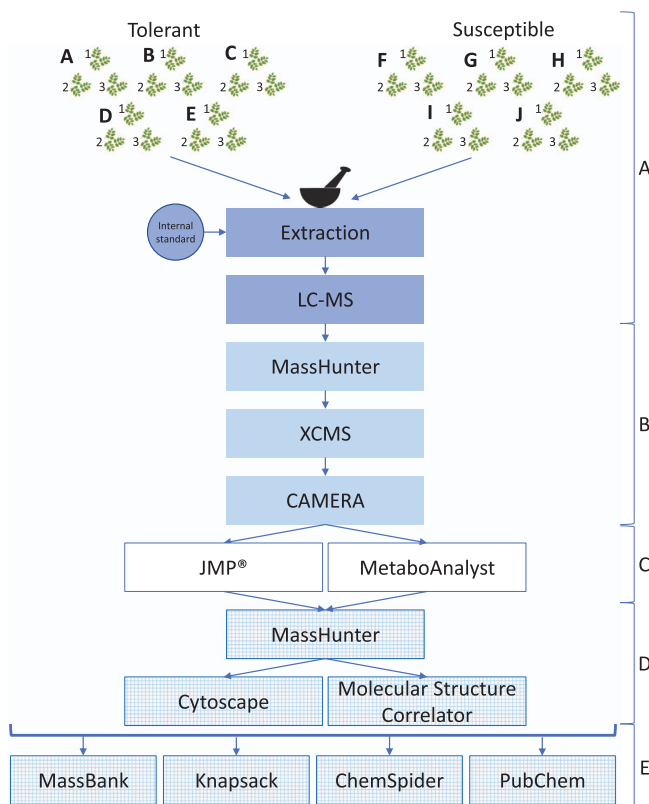 Tolerant
Susceptible
A 1 B 1 C 1
2 3 2 3 2 3
D 1 E 1
2 3 2 3
F 1 G 1 H 1
2 3 2 3 2 3
I 1 J 1
2 3 2 3
A
Internal
standard
Extraction
LC-MS
MassHunter
XCMS
CAMERA
B
JMP®
MetaboAnalyst
C
MassHunter
Cytoscape
Molecular Structure
Correlator
D
MassBank
Knapsack
ChemSpider
PubChem
E